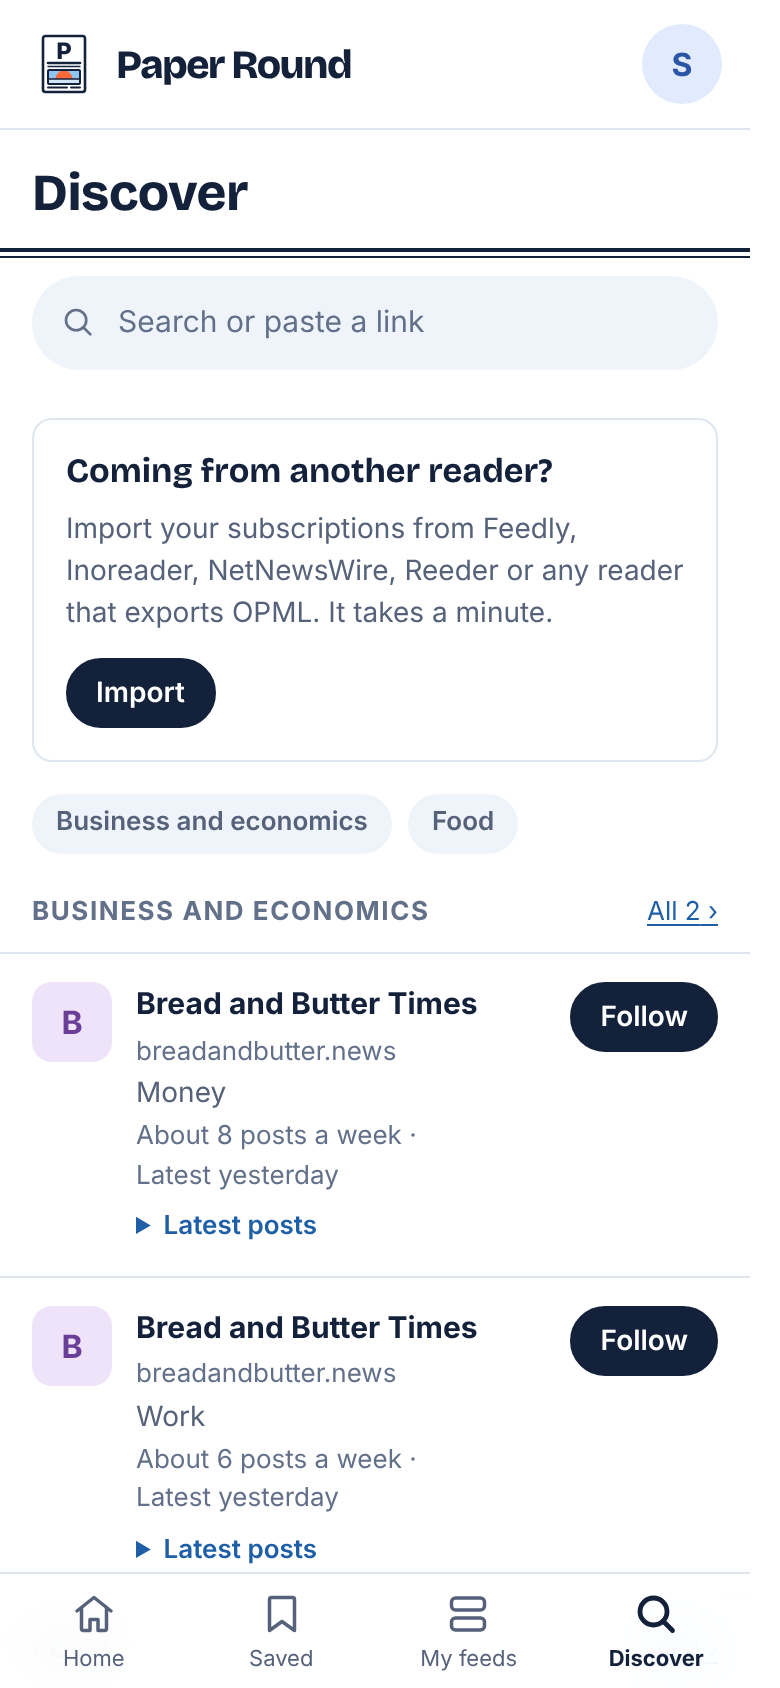 P
Paper Round
S
Discover
Search or paste a link
Coming from another reader?
Import your subscriptions from Feedly,
Inoreader, NetNewsWire, Reeder or any reader
that exports OPML. It takes a minute.
Import
Business and economics
Food
BUSINESS AND ECONOMICS
All 2 ›
B
Bread and Butter Times
Follow
breadandbutter.news
Money
About 8 posts a week ·
Latest yesterday
▶ Latest posts
B
Bread and Butter Times
Follow
breadandbutter.news
Work
About 6 posts a week ·
Latest yesterday
▶ Latest posts
Home
Saved
My feeds
Discover